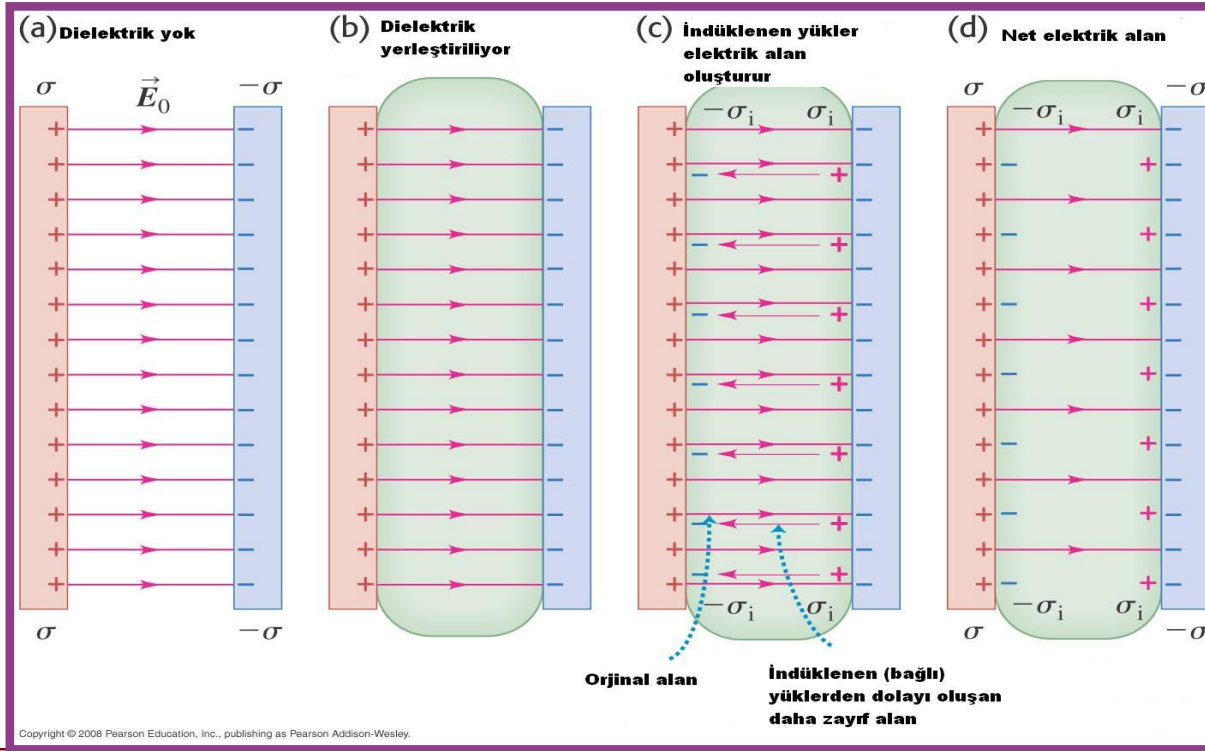 (a) Dielektrik yok
σ
E⃗₀
−σ
σ
−σ
(b) Dielektrik
yerleştiriliyor
(c) İndüklenen yükler
elektrik alan
oluşturur
−σᵢ
σᵢ
−σᵢ
σᵢ
Orjinal alan
İndüklenen (bağlı)
yüklerden dolayı oluşan
daha zayıf alan
(d) Net elektrik alan
σ
−σ
−σᵢ
σᵢ
−σᵢ
σᵢ
σ
−σ
Copyright © 2008 Pearson Education, Inc., publishing as Pearson Addison-Wesley.